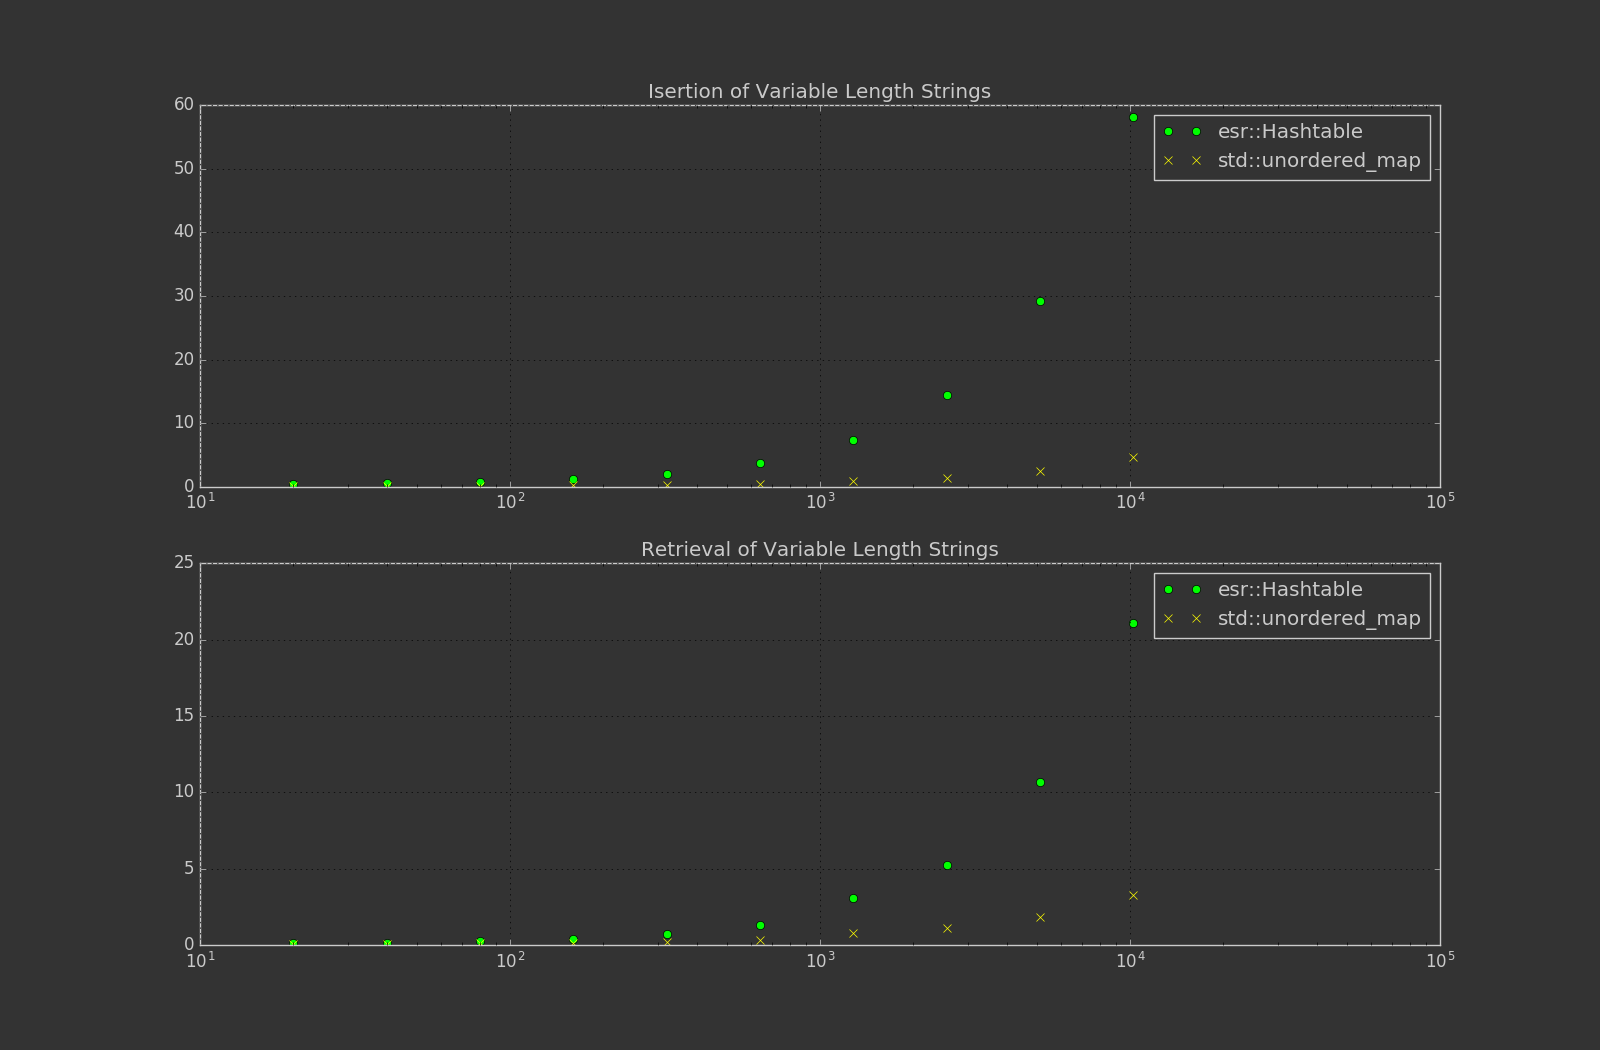 Isertion of Variable Length Strings
60
50
40
30
20
10
0
esr::Hashtable
std::unordered_map
10¹ 10² 10³ 10⁴ 10⁵
Retrieval of Variable Length Strings
25
20
15
10
5
0
esr::Hashtable
std::unordered_map
10¹ 10² 10³ 10⁴ 10⁵